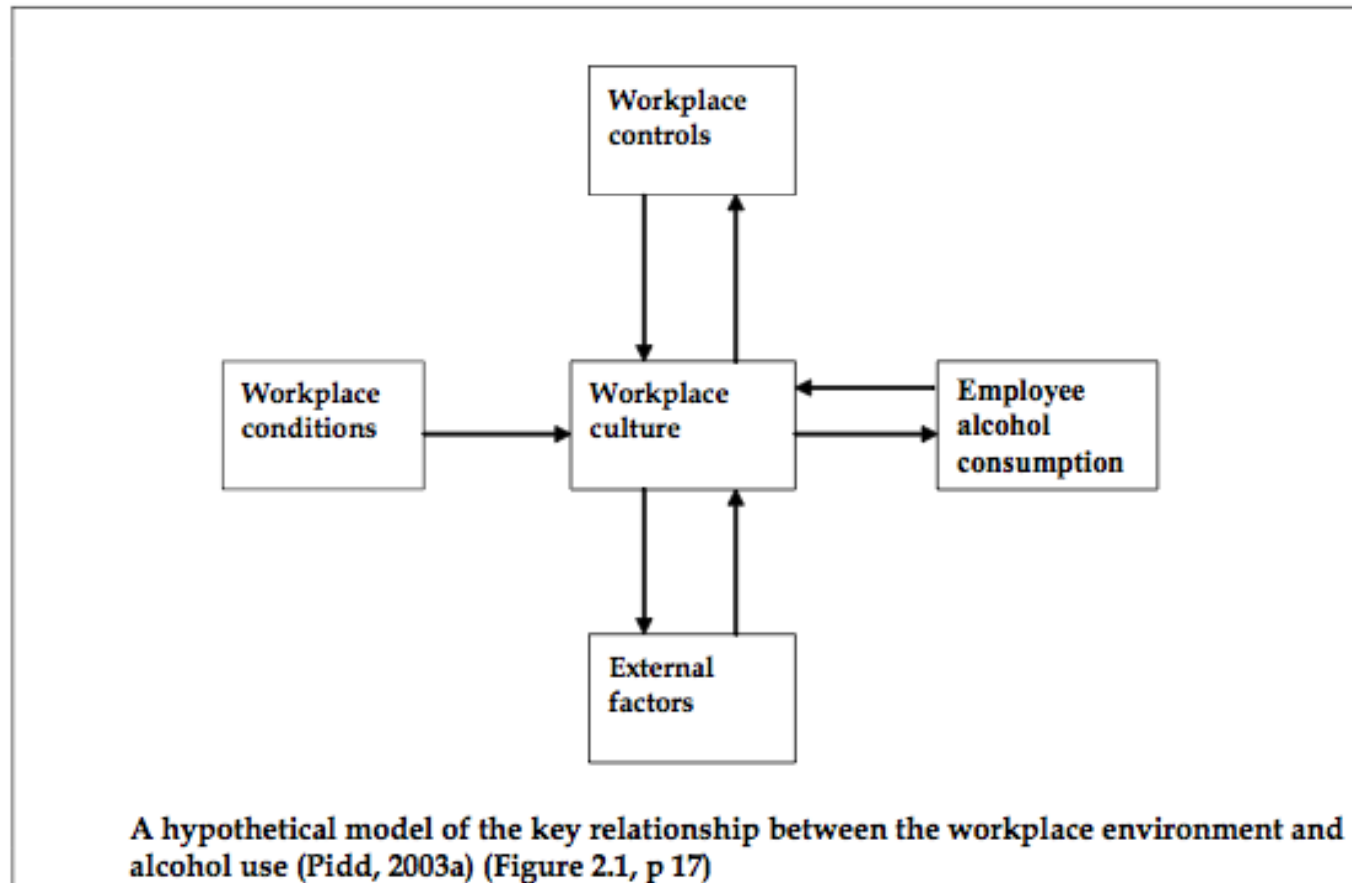 Workplace
controls
Workplace
conditions
Workplace
culture
Employee
alcohol
consumption
External
factors
A hypothetical model of the key relationship between the workplace environment and
alcohol use (Pidd, 2003a) (Figure 2.1, p 17)